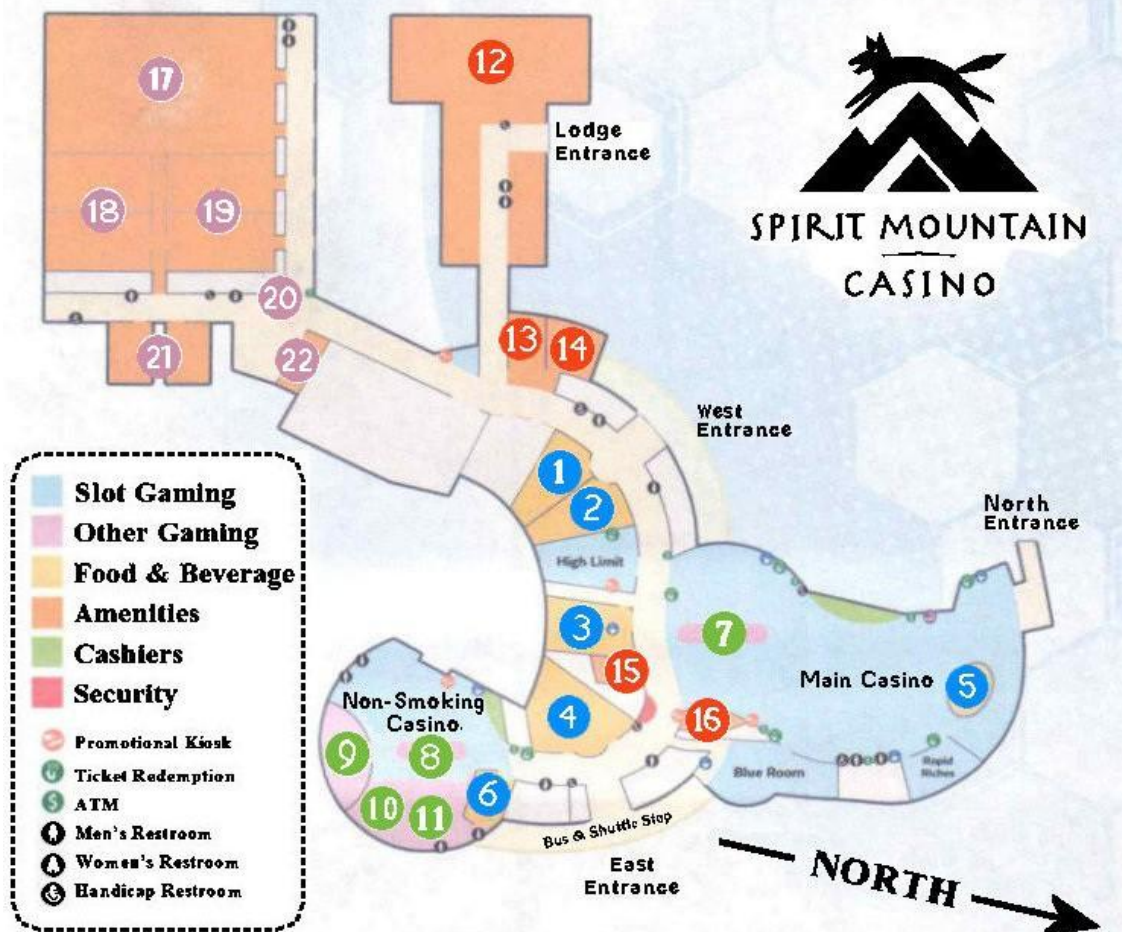 17
12
Lodge
Entrance
18
19
SPIRIT MOUNTAIN
CASINO
20
21
22
13
14
West
Entrance
1
2
High Limit
North
Entrance
3
15
7
Main Casino
5
4
16
Non-Smoking
Casino.
9
8
10
11
6
Blue Room
Rapid
Riches
Bus & Shuttle Stop
East
Entrance
NORTH
Slot Gaming
Other Gaming
Food & Beverage
Amenities
Cashiers
Security
Promotional Kiosk
Ticket Redemption
$
ATM
Men's Restroom
Women's Restroom
Handicap Restroom